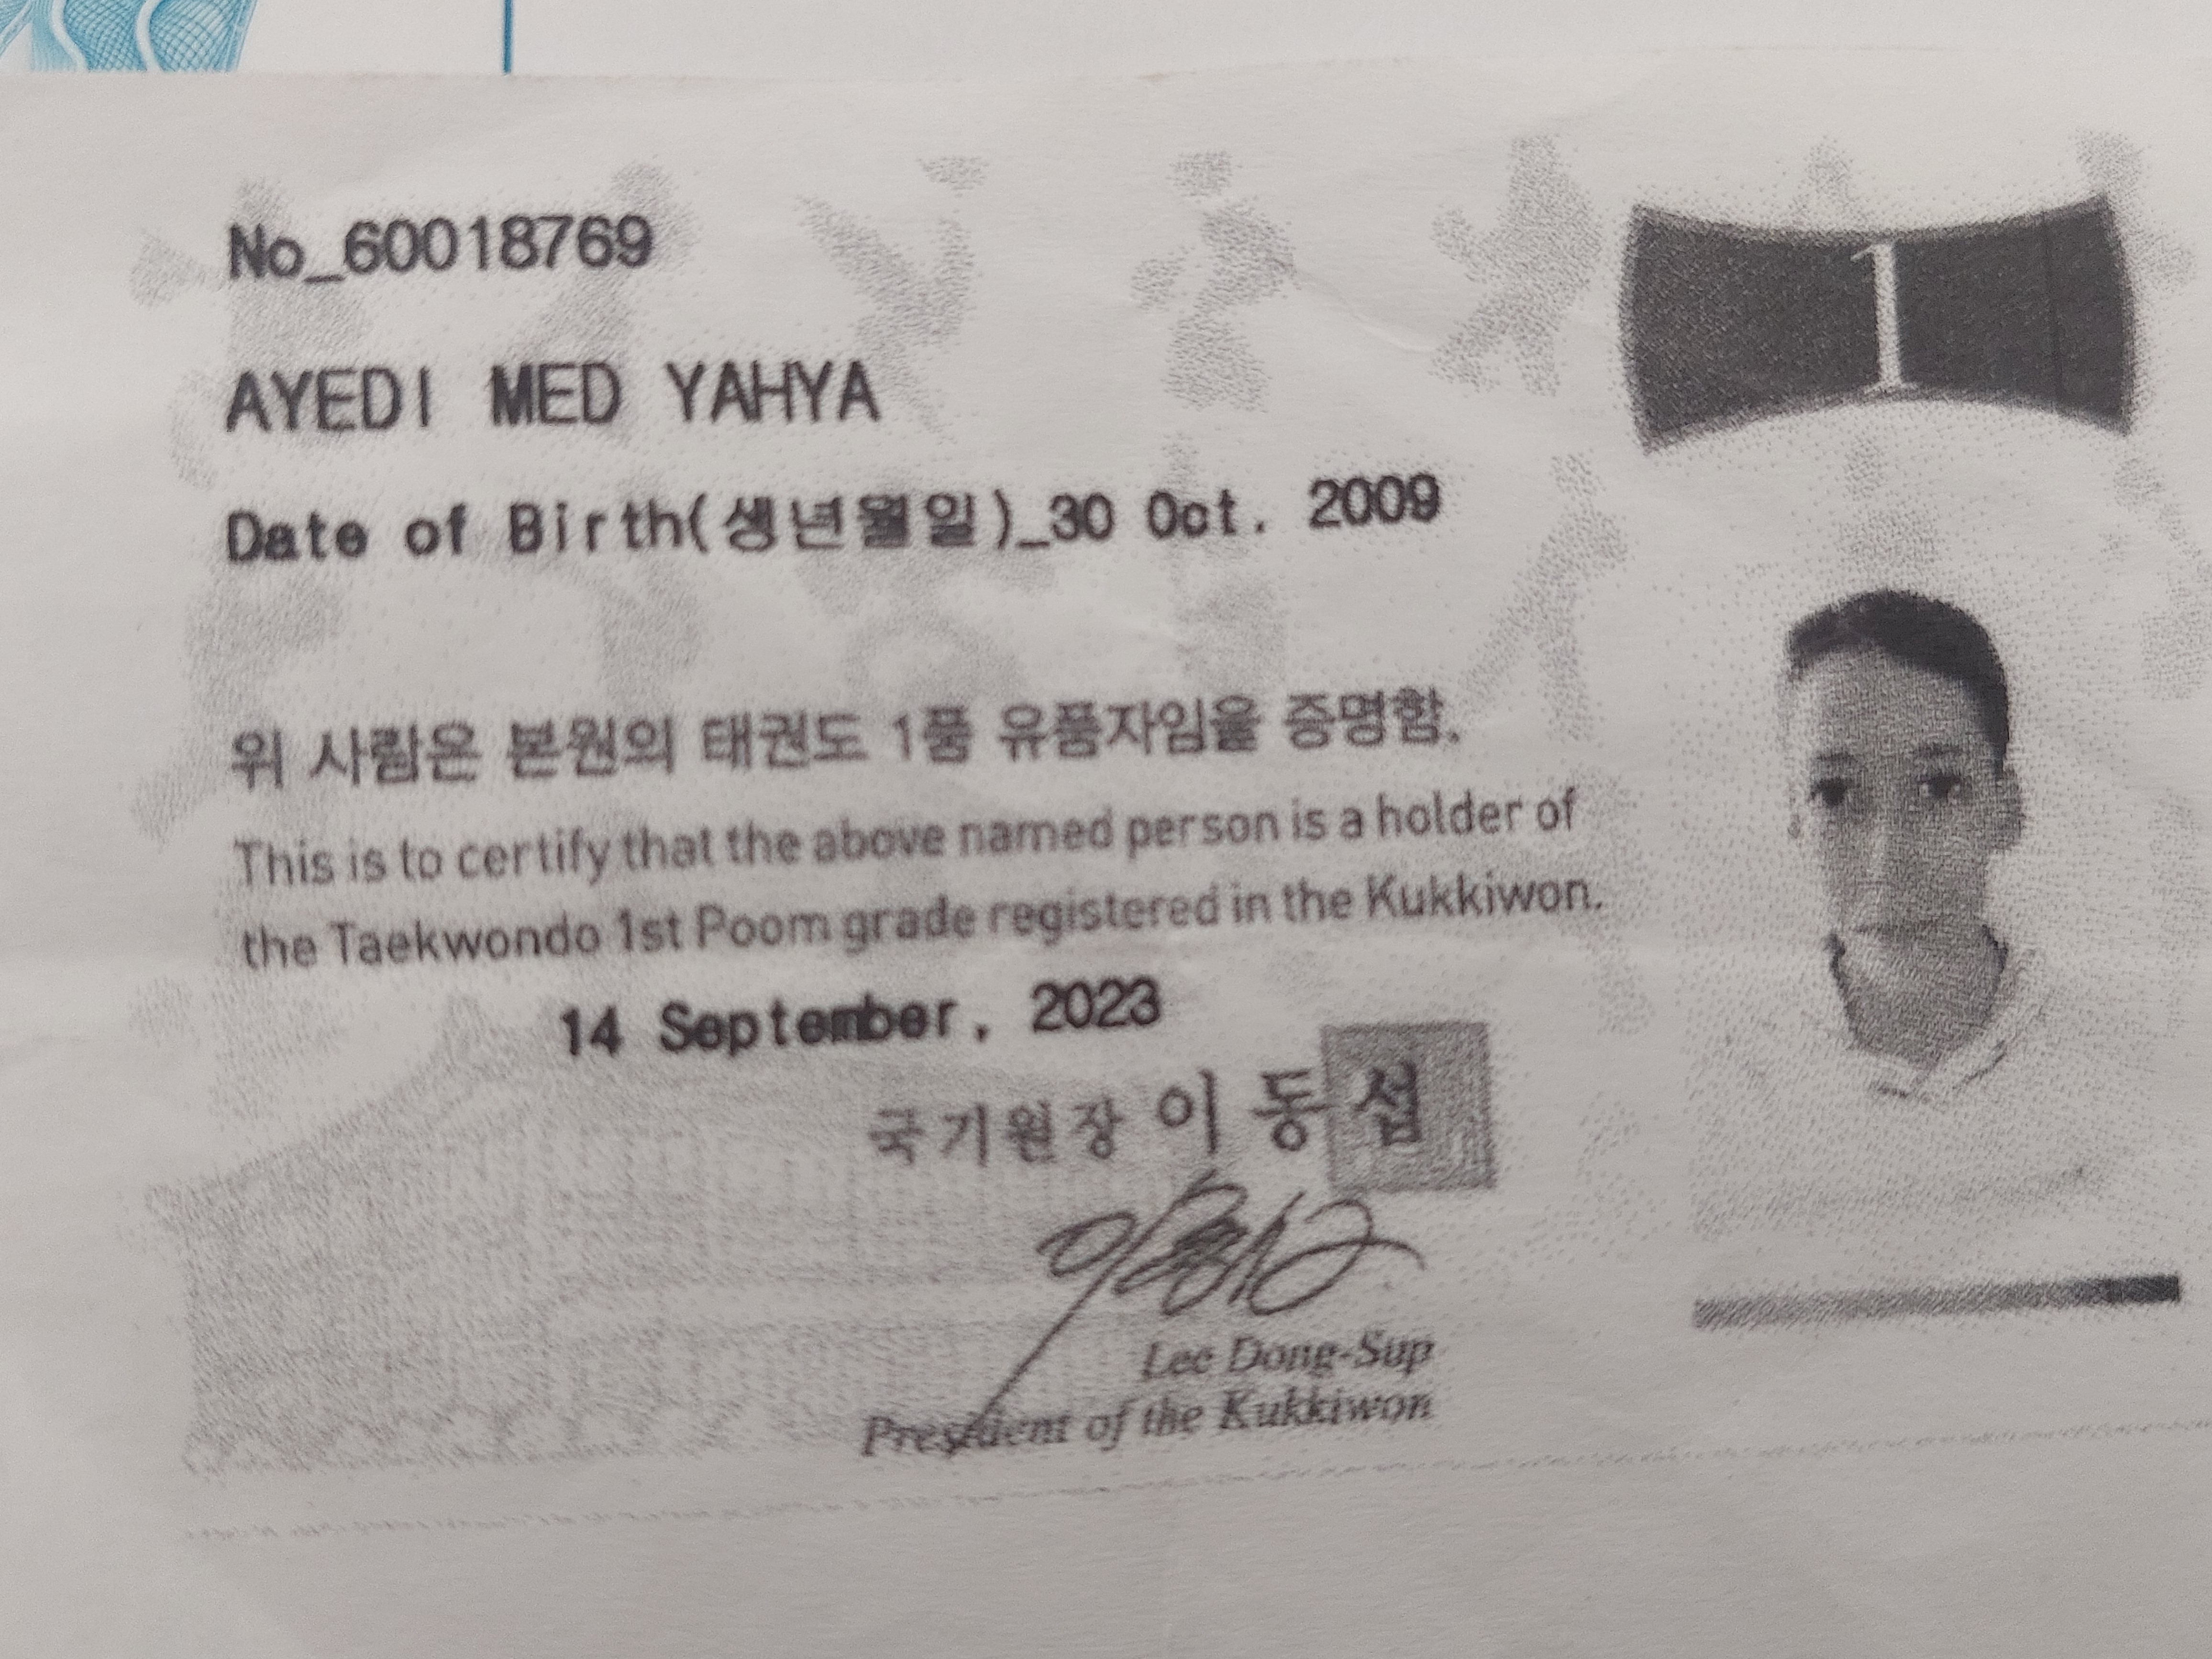 No_60018769
1
AYEDI MED YAHYA
Date of Birth(생년월일)_30 Oct. 2009
위 사람은 본원의 태권도 1품 유품자임을 증명함.
This is to certify that the above named person is a holder of
the Taekwondo 1st Poom grade registered in the Kukkiwon.
14 September, 2023
국기원장 이동섭
Lee Dong-Sup
President of the Kukkiwon